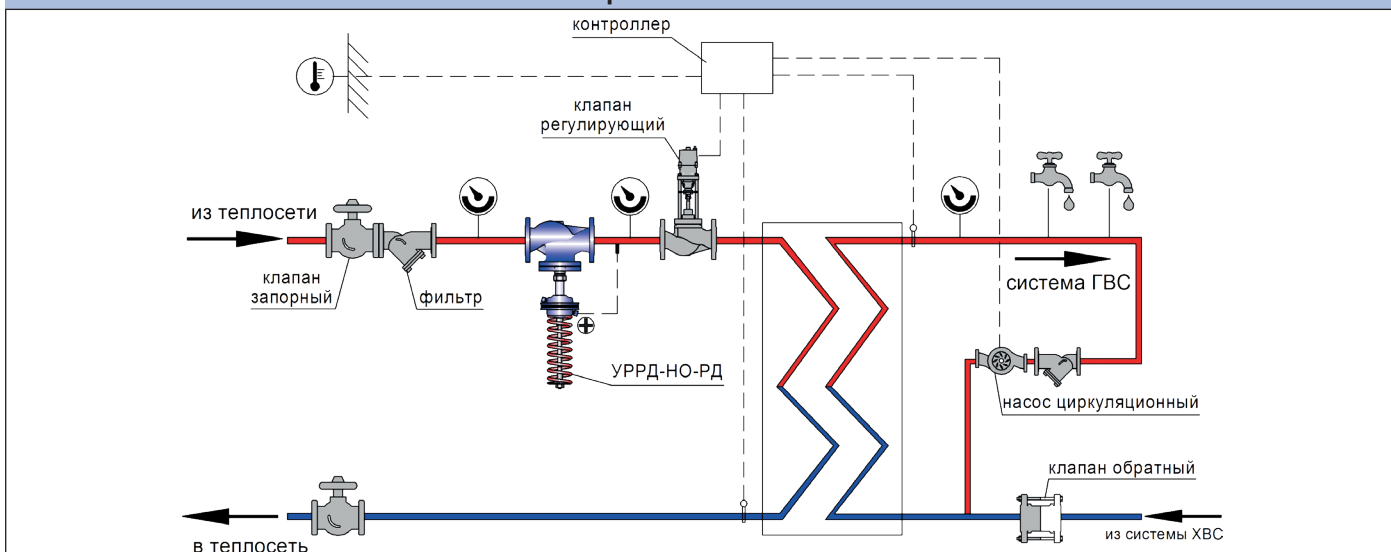 контроллер
клапан
регулирующий
из теплосети
клапан
запорный
фильтр
система ГВС
УРРД-НО-РД
насос циркуляционный
клапан обратный
из системы ХВС
в теплосеть